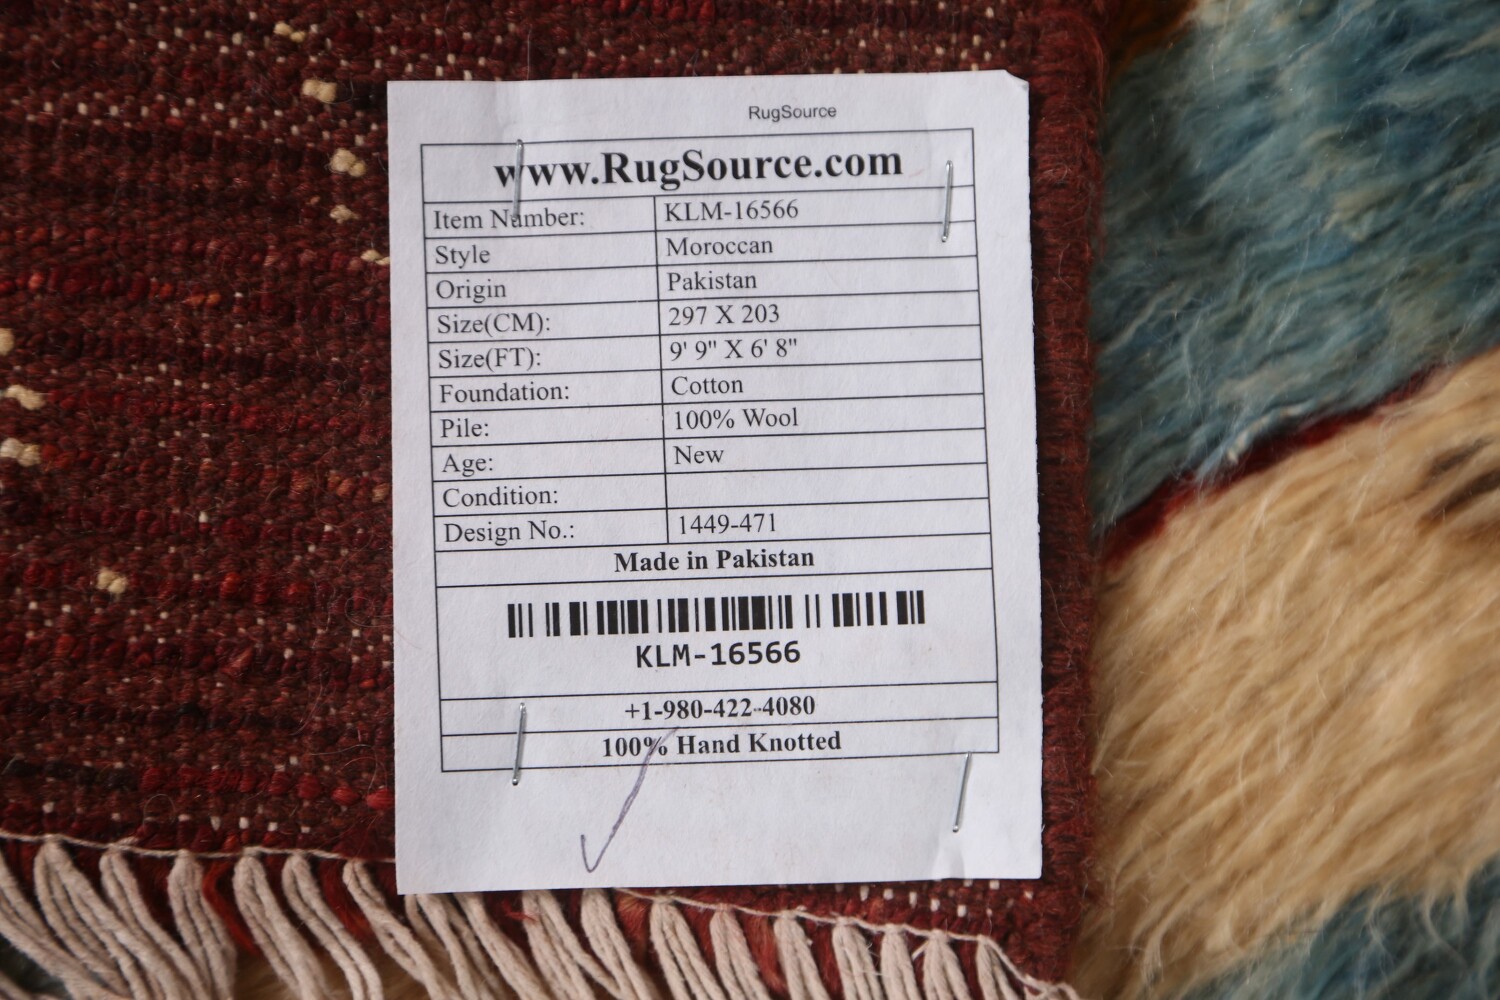 RugSource
www.RugSource.com
Item Number: KLM-16566
Style Moroccan
Origin Pakistan
Size(CM): 297 X 203
Size(FT): 9' 9" X 6' 8"
Foundation: Cotton
Pile: 100% Wool
Age: New
Condition:
Design No.: 1449-471
Made in Pakistan
KLM-16566
+1-980-422-4080
100% Hand Knotted